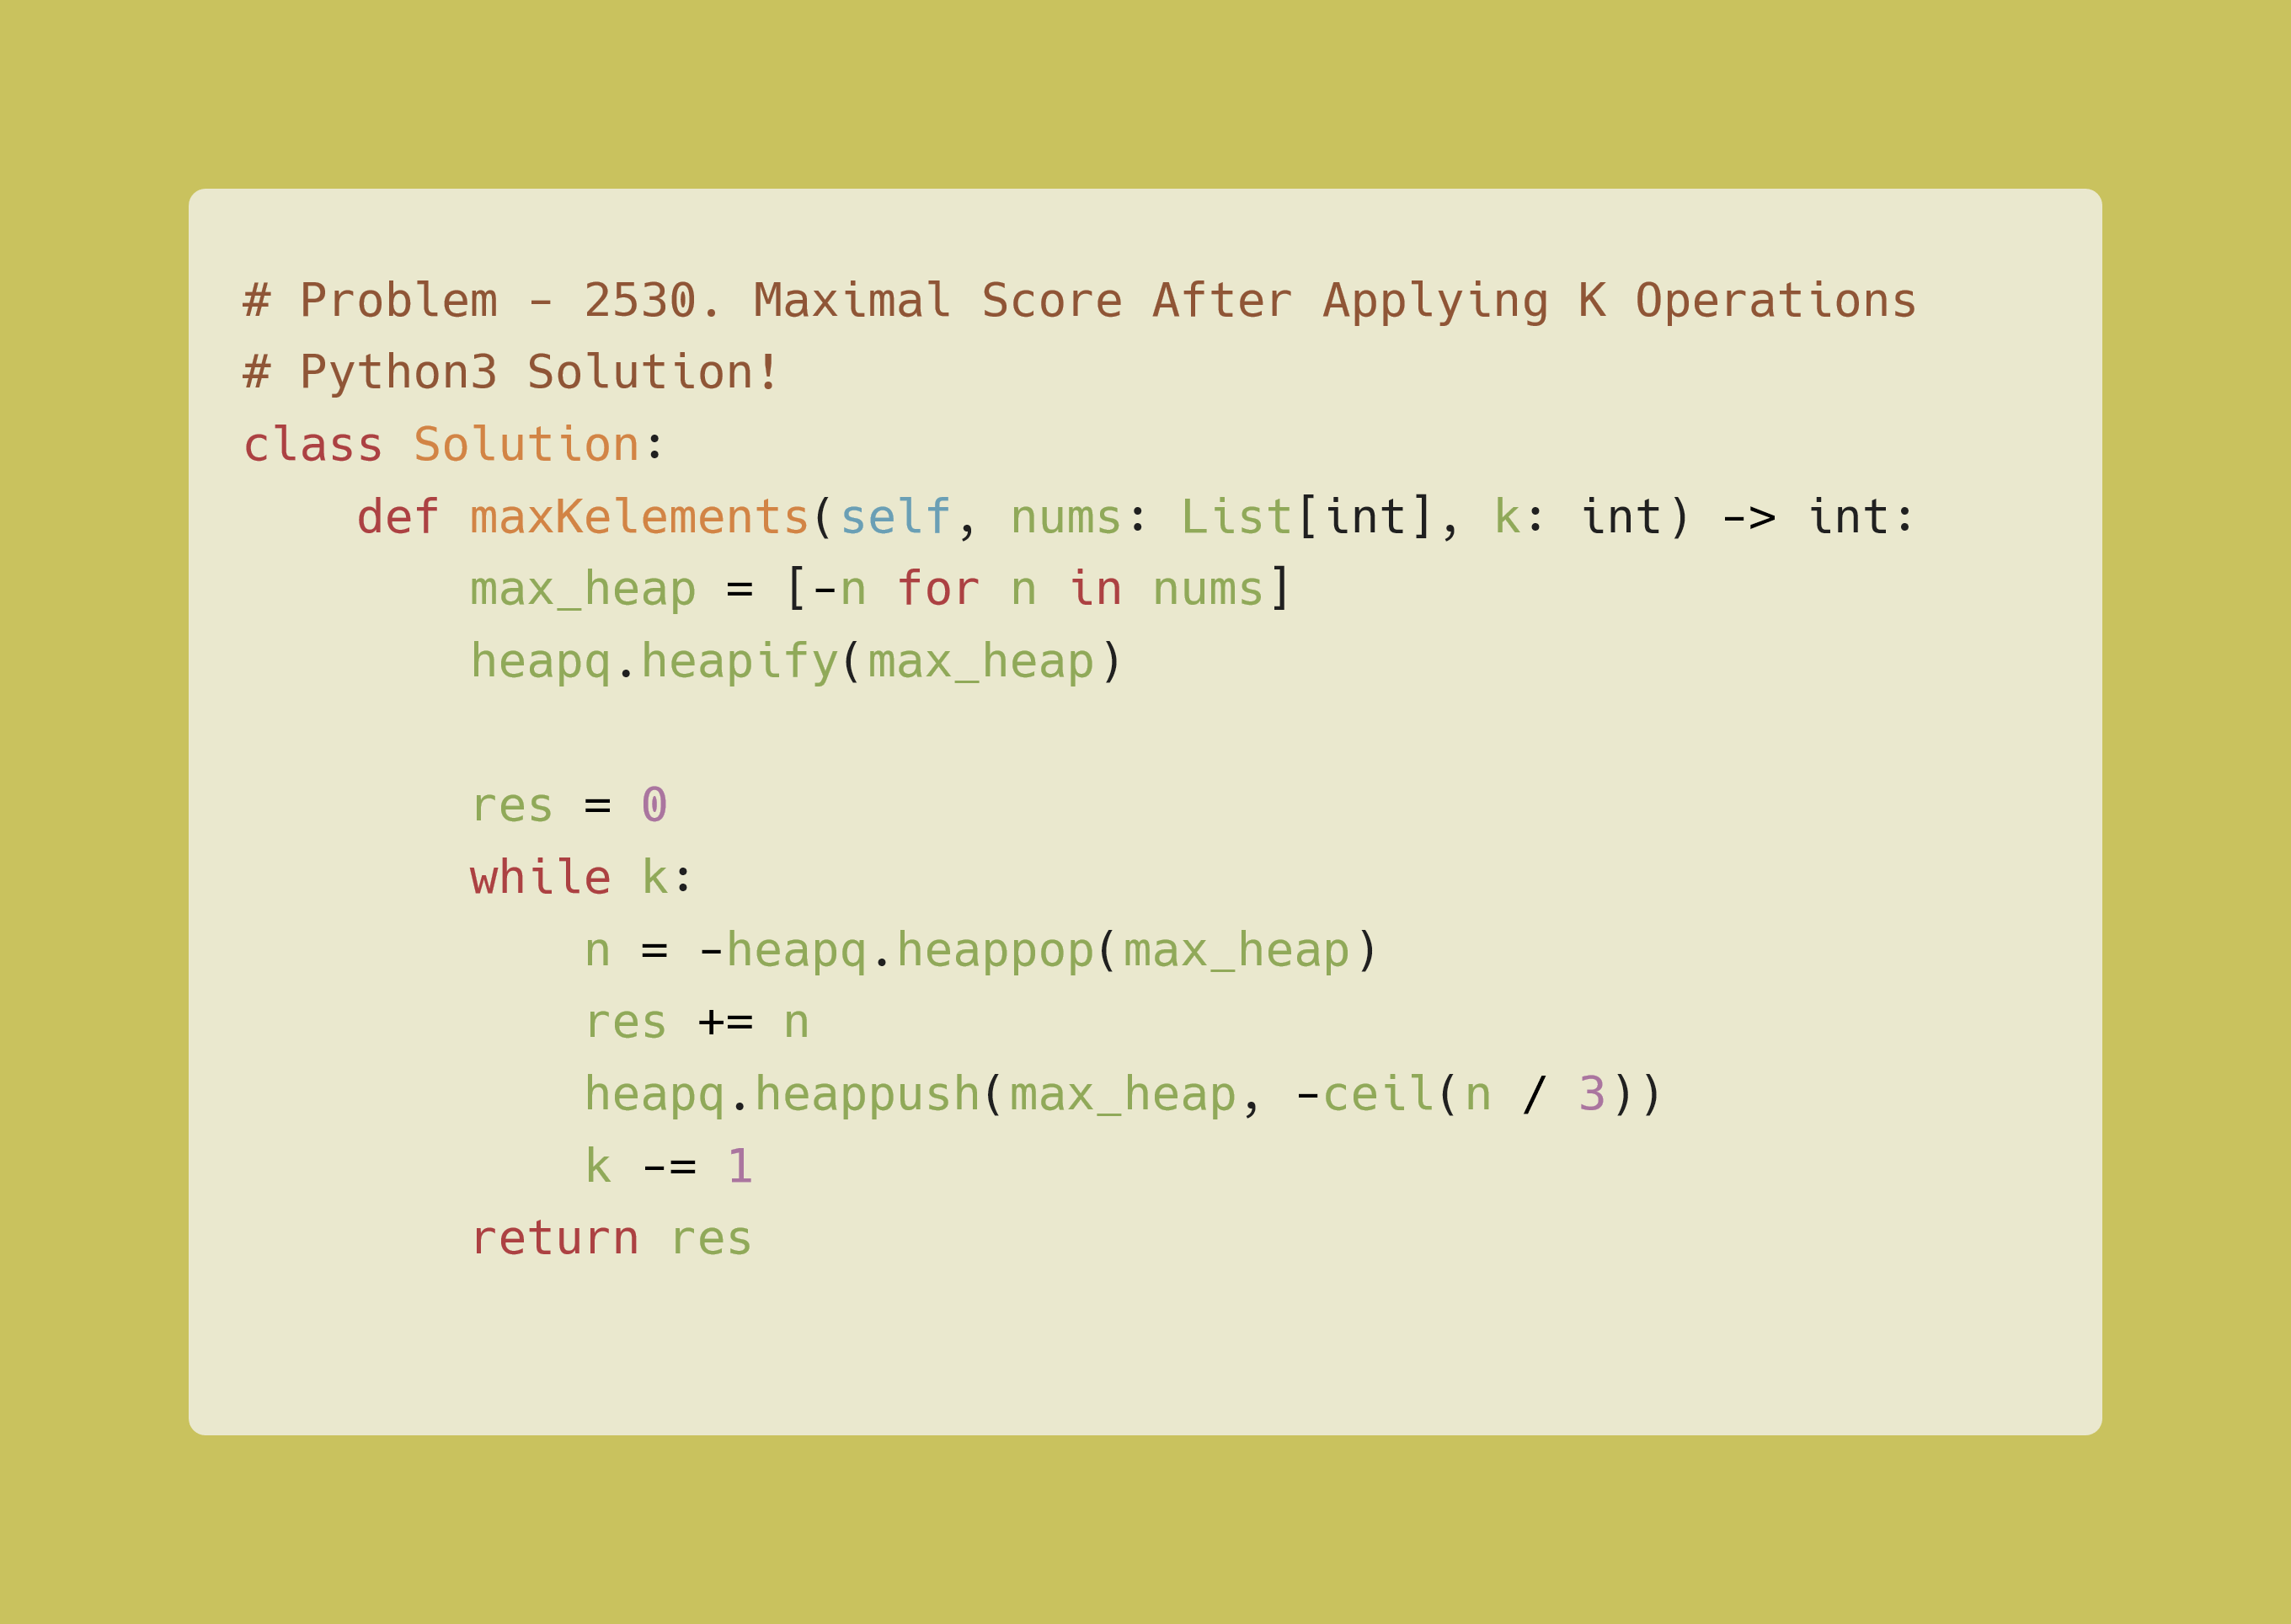 # Problem - 2530. Maximal Score After Applying K Operations
# Python3 Solution!
class Solution:
    def maxKelements(self, nums: List[int], k: int) -> int:
        max_heap = [-n for n in nums]
        heapq.heapify(max_heap)

        res = 0
        while k:
            n = -heapq.heappop(max_heap)
            res += n
            heapq.heappush(max_heap, -ceil(n / 3))
            k -= 1
        return res